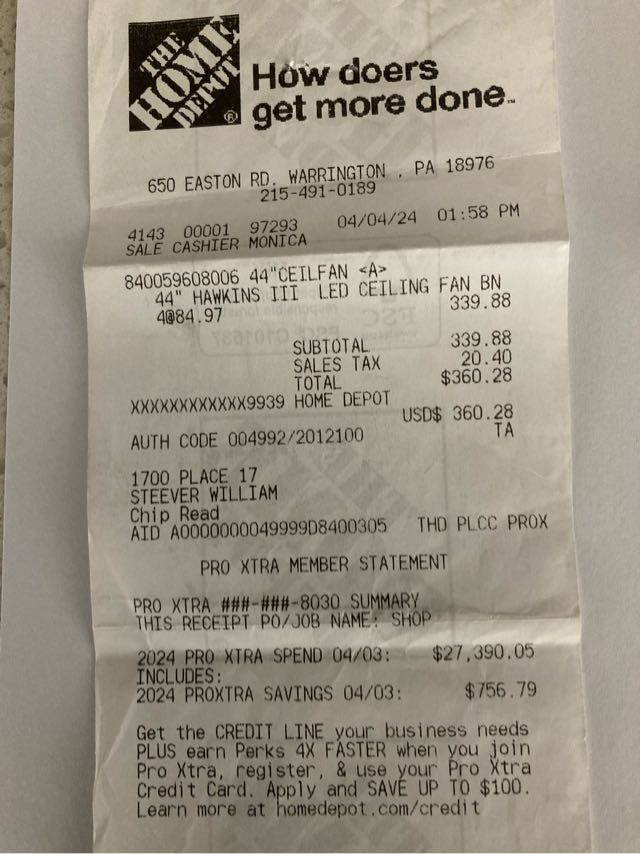 THE
HOME
DEPOT
®
How doers
get more done™
650 EASTON RD, WARRINGTON , PA 18976
215-491-0189
4143 00001 97293 04/04/24 01:58 PM
SALE CASHIER MONICA
840059608006 44"CEILFAN <A>
44" HAWKINS III LED CEILING FAN BN
4@84.97 339.88
SUBTOTAL 339.88
SALES TAX 20.40
TOTAL $360.28
XXXXXXXXXXXX9939 HOME DEPOT
USD$ 360.28
AUTH CODE 004992/2012100 TA
1700 PLACE 17
STEEVER WILLIAM
Chip Read
AID A0000000049999D8400305 THD PLCC PROX
PRO XTRA MEMBER STATEMENT
PRO XTRA ###-###-8030 SUMMARY
THIS RECEIPT PO/JOB NAME: SHOP
2024 PRO XTRA SPEND 04/03: $27,390.05
INCLUDES:
2024 PROXTRA SAVINGS 04/03: $756.79
Get the CREDIT LINE your business needs
PLUS earn Perks 4X FASTER when you join
Pro Xtra, register, & use your Pro Xtra
Credit Card. Apply and SAVE UP TO $100.
Learn more at homedepot.com/credit